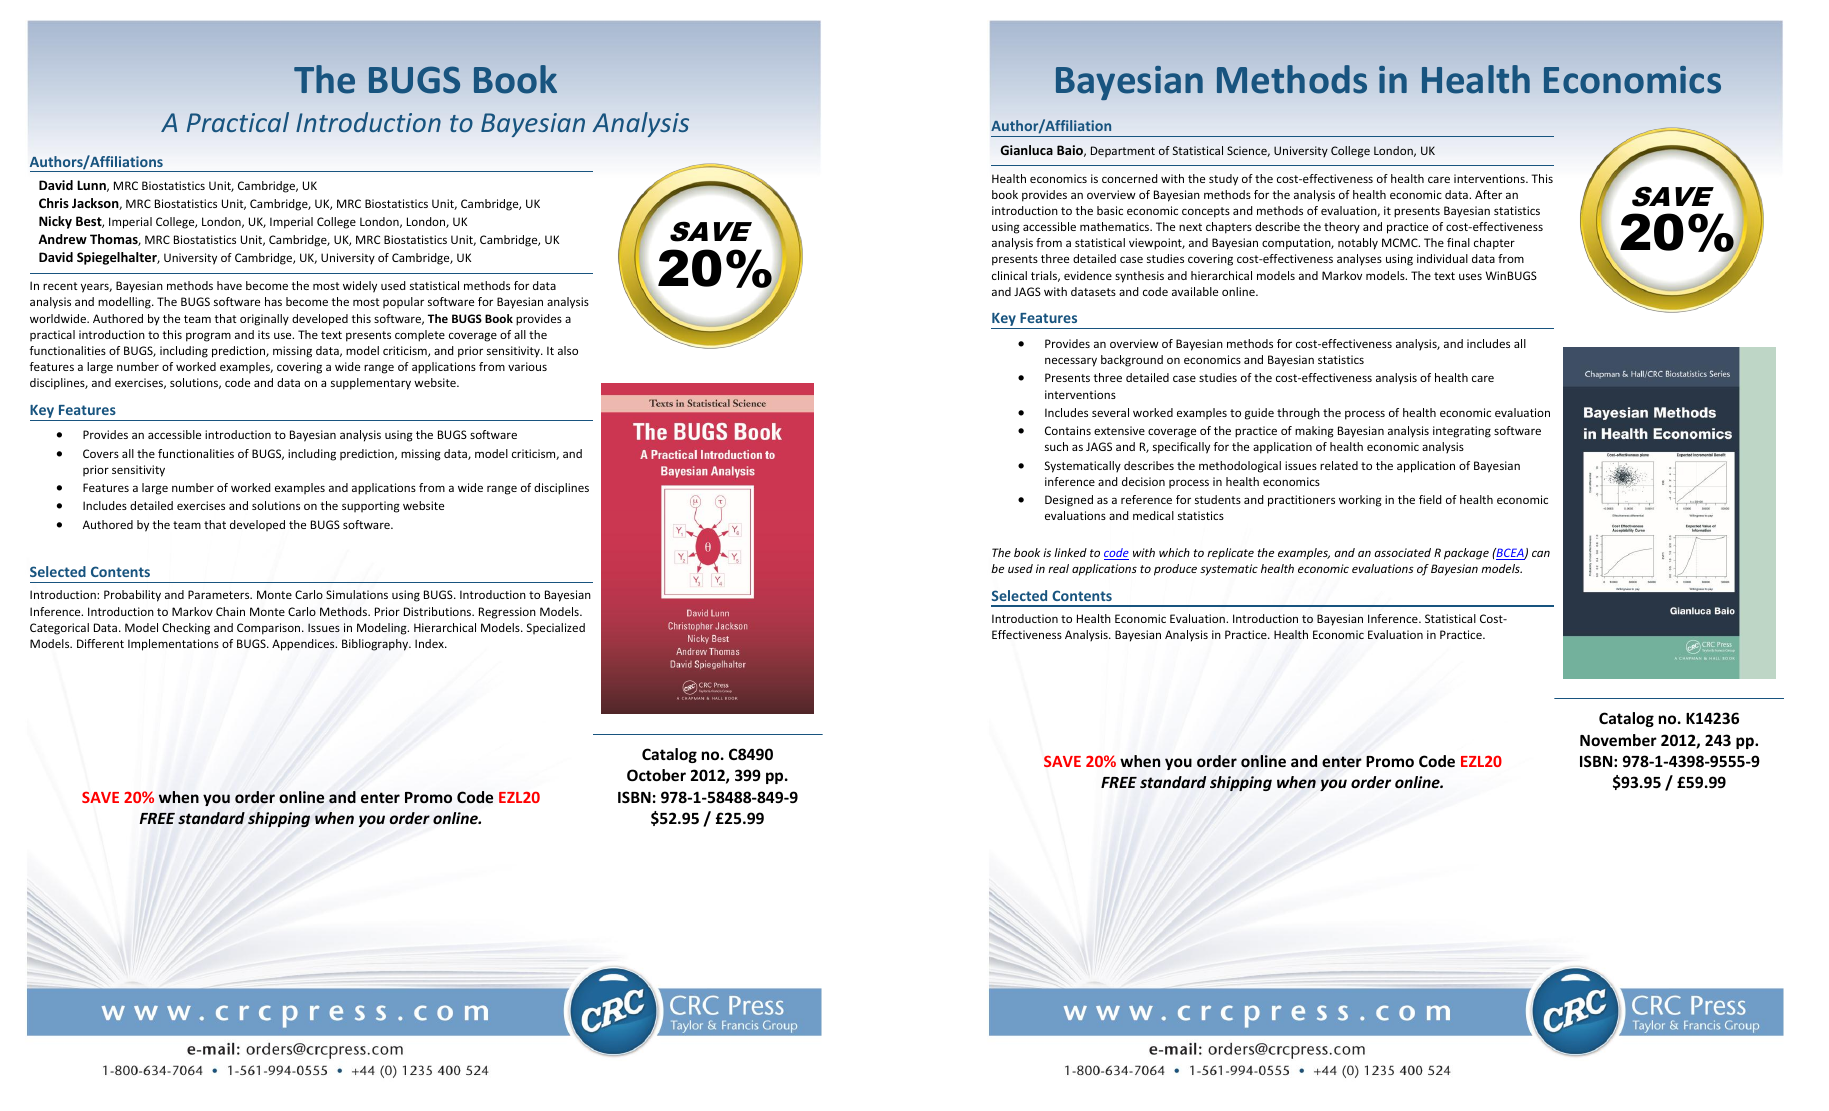 The BUGS Book
A Practical Introduction to Bayesian Analysis
Authors/Affiliations
David Lunn, MRC Biostatistics Unit, Cambridge, UK
Chris Jackson, MRC Biostatistics Unit, Cambridge, UK, MRC Biostatistics Unit, Cambridge, UK
Nicky Best, Imperial College, London, UK, Imperial College London, London, UK
Andrew Thomas, MRC Biostatistics Unit, Cambridge, UK, MRC Biostatistics Unit, Cambridge, UK
David Spiegelhalter, University of Cambridge, UK, University of Cambridge, UK
In recent years, Bayesian methods have become the most widely used statistical methods for data
analysis and modelling. The BUGS software has become the most popular software for Bayesian analysis
worldwide. Authored by the team that originally developed this software, The BUGS Book provides a
practical introduction to this program and its use. The text presents complete coverage of all the
functionalities of BUGS, including prediction, missing data, model criticism, and prior sensitivity. It also
features a large number of worked examples, covering a wide range of applications from various
disciplines, and exercises, solutions, code and data on a supplementary website.
Key Features
• Provides an accessible introduction to Bayesian analysis using the BUGS software
• Covers all the functionalities of BUGS, including prediction, missing data, model criticism, and
prior sensitivity
• Features a large number of worked examples and applications from a wide range of disciplines
• Includes detailed exercises and solutions on the supporting website
• Authored by the team that developed the BUGS software.
Selected Contents
Introduction: Probability and Parameters. Monte Carlo Simulations using BUGS. Introduction to Bayesian
Inference. Introduction to Markov Chain Monte Carlo Methods. Prior Distributions. Regression Models.
Categorical Data. Model Checking and Comparison. Issues in Modeling. Hierarchical Models. Specialized
Models. Different Implementations of BUGS. Appendices. Bibliography. Index.
SAVE 20% when you order online and enter Promo Code EZL20
FREE standard shipping when you order online.
SAVE
20%
Texts in Statistical Science
The BUGS Book
A Practical Introduction to
Bayesian Analysis
μ τ
θ
David Lunn
Christopher Jackson
Nicky Best
Andrew Thomas
David Spiegelhalter
CRC Press
Taylor & Francis Group
A CHAPMAN & HALL BOOK
Catalog no. C8490
October 2012, 399 pp.
ISBN: 978-1-58488-849-9
$52.95 / £25.99
www.crcpress.com
CRC
CRC Press
Taylor & Francis Group
e-mail: orders@crcpress.com
1-800-634-7064 • 1-561-994-0555 • +44 (0) 1235 400 524
Bayesian Methods in Health Economics
Author/Affiliation
Gianluca Baio, Department of Statistical Science, University College London, UK
Health economics is concerned with the study of the cost-effectiveness of health care interventions. This
book provides an overview of Bayesian methods for the analysis of health economic data. After an
introduction to the basic economic concepts and methods of evaluation, it presents Bayesian statistics
using accessible mathematics. The next chapters describe the theory and practice of cost-effectiveness
analysis from a statistical viewpoint, and Bayesian computation, notably MCMC. The final chapter
presents three detailed case studies covering cost-effectiveness analyses using individual data from
clinical trials, evidence synthesis and hierarchical models and Markov models. The text uses WinBUGS
and JAGS with datasets and code available online.
Key Features
• Provides an overview of Bayesian methods for cost-effectiveness analysis, and includes all
necessary background on economics and Bayesian statistics
• Presents three detailed case studies of the cost-effectiveness analysis of health care
interventions
• Includes several worked examples to guide through the process of health economic evaluation
• Contains extensive coverage of the practice of making Bayesian analysis integrating software
such as JAGS and R, specifically for the application of health economic analysis
• Systematically describes the methodological issues related to the application of Bayesian
inference and decision process in health economics
• Designed as a reference for students and practitioners working in the field of health economic
evaluations and medical statistics
The book is linked to code with which to replicate the examples, and an associated R package (BCEA) can
be used in real applications to produce systematic health economic evaluations of Bayesian models.
Selected Contents
Introduction to Health Economic Evaluation. Introduction to Bayesian Inference. Statistical Cost-
Effectiveness Analysis. Bayesian Analysis in Practice. Health Economic Evaluation in Practice.
SAVE 20% when you order online and enter Promo Code EZL20
FREE standard shipping when you order online.
SAVE
20%
Chapman & Hall/CRC Biostatistics Series
Bayesian Methods
in Health Economics
Cost-effectiveness plane
Expected Incremental Benefit
Cost Effectiveness
Acceptability Curve
Expected Value of
Information
Gianluca Baio
CRC Press
Taylor & Francis Group
A CHAPMAN & HALL BOOK
Catalog no. K14236
November 2012, 243 pp.
ISBN: 978-1-4398-9555-9
$93.95 / £59.99
www.crcpress.com
CRC
CRC Press
Taylor & Francis Group
e-mail: orders@crcpress.com
1-800-634-7064 • 1-561-994-0555 • +44 (0) 1235 400 524